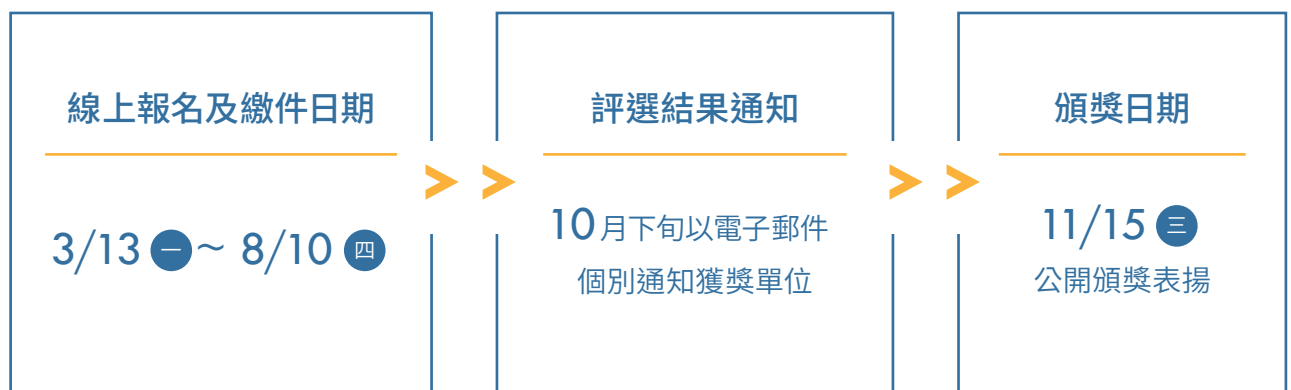 線上報名及繳件日期
3/13 一 ~ 8/10 四
評選結果通知
10月下旬以電子郵件
個別通知獲獎單位
頒獎日期
11/15 三
公開頒獎表揚